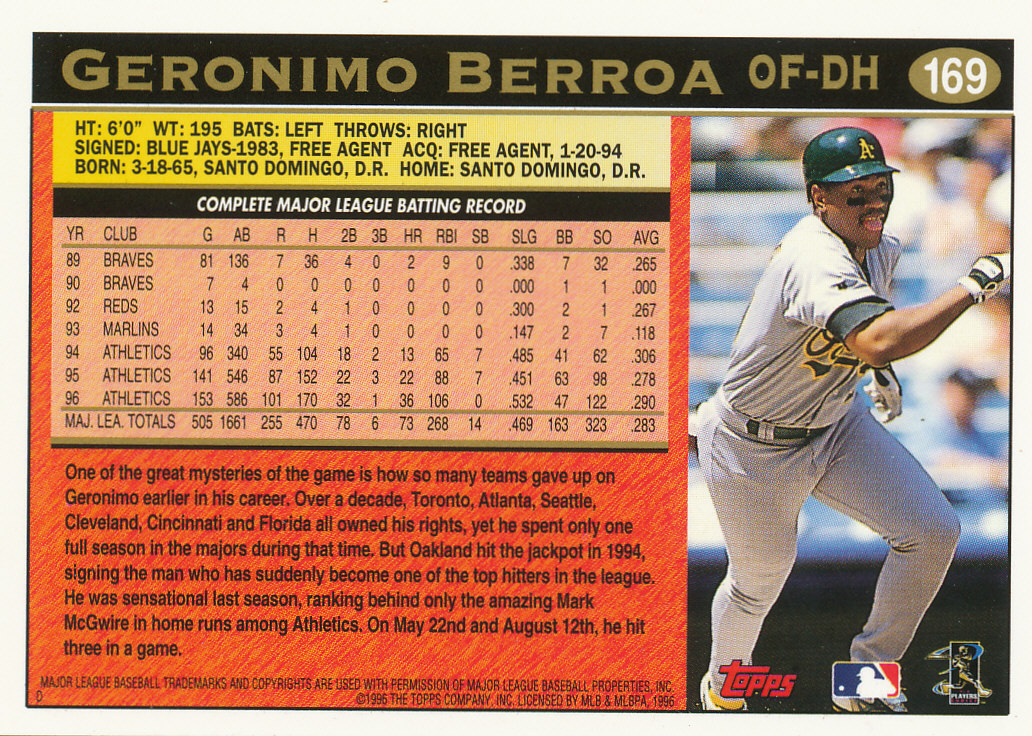 GERONIMO BERROA OF-DH 169
HT: 6'0" WT: 195 BATS: LEFT THROWS: RIGHT
SIGNED: BLUE JAYS-1983, FREE AGENT ACQ: FREE AGENT, 1-20-94
BORN: 3-18-65, SANTO DOMINGO, D.R. HOME: SANTO DOMINGO, D.R.
COMPLETE MAJOR LEAGUE BATTING RECORD
YR CLUB G AB R H 2B 3B HR RBI SB SLG BB SO AVG
89 BRAVES 81 136 7 36 4 0 2 9 0 .338 7 32 .265
90 BRAVES 7 4 0 0 0 0 0 0 0 .000 1 1 .000
92 REDS 13 15 2 4 1 0 0 0 0 .300 2 1 .267
93 MARLINS 14 34 3 4 1 0 0 0 0 .147 2 7 .118
94 ATHLETICS 96 340 55 104 18 2 13 65 7 .485 41 62 .306
95 ATHLETICS 141 546 87 152 22 3 22 88 7 .451 63 98 .278
96 ATHLETICS 153 586 101 170 32 1 36 106 0 .532 47 122 .290
MAJ. LEA. TOTALS 505 1661 255 470 78 6 73 268 14 .469 163 323 .283
One of the great mysteries of the game is how so many teams gave up on
Geronimo earlier in his career. Over a decade, Toronto, Atlanta, Seattle,
Cleveland, Cincinnati and Florida all owned his rights, yet he spent only one
full season in the majors during that time. But Oakland hit the jackpot in 1994,
signing the man who has suddenly become one of the top hitters in the league.
He was sensational last season, ranking behind only the amazing Mark
McGwire in home runs among Athletics. On May 22nd and August 12th, he hit
three in a game.
MAJOR LEAGUE BASEBALL TRADEMARKS AND COPYRIGHTS ARE USED WITH PERMISSION OF MAJOR LEAGUE BASEBALL PROPERTIES, INC.
D ©1996 THE TOPPS COMPANY, INC. LICENSED BY MLB & MLBPA, 1996
A's
Topps
PLAYERS